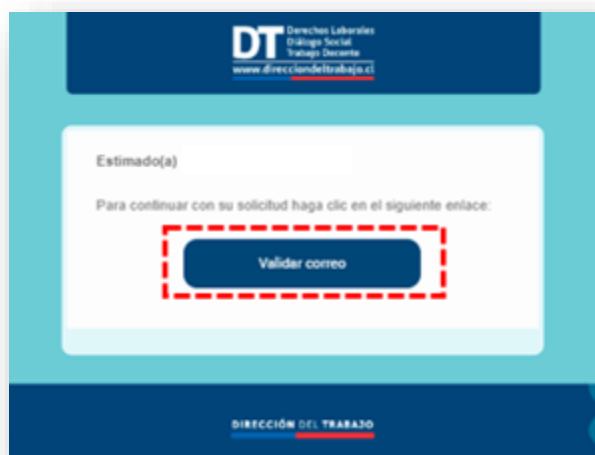 DT
Derechos Laborales
Diálogo Social
Trabajo Decente
www.direcciondeltrabajo.cl
Estimado(a)
Para continuar con su solicitud haga clic en el siguiente enlace:
Validar correo
DIRECCIÓN DEL TRABAJO